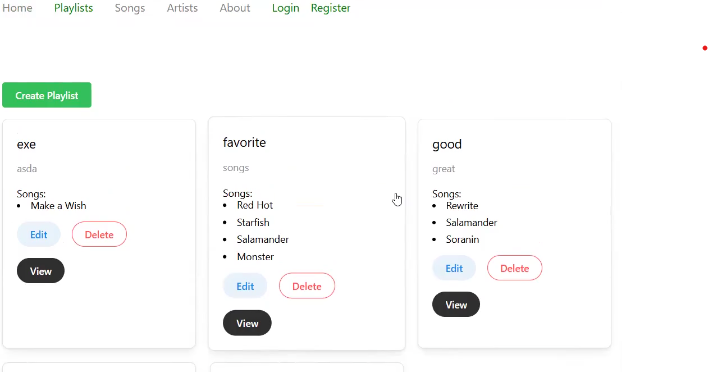 Home Playlists Songs Artists About Login Register
Create Playlist
exe
asda
Songs:
Make a Wish
Edit Delete
View
favorite
songs
Songs:
Red Hot
Starfish
Salamander
Monster
Edit Delete
View
good
great
Songs:
Rewrite
Salamander
Soranin
Edit Delete
View